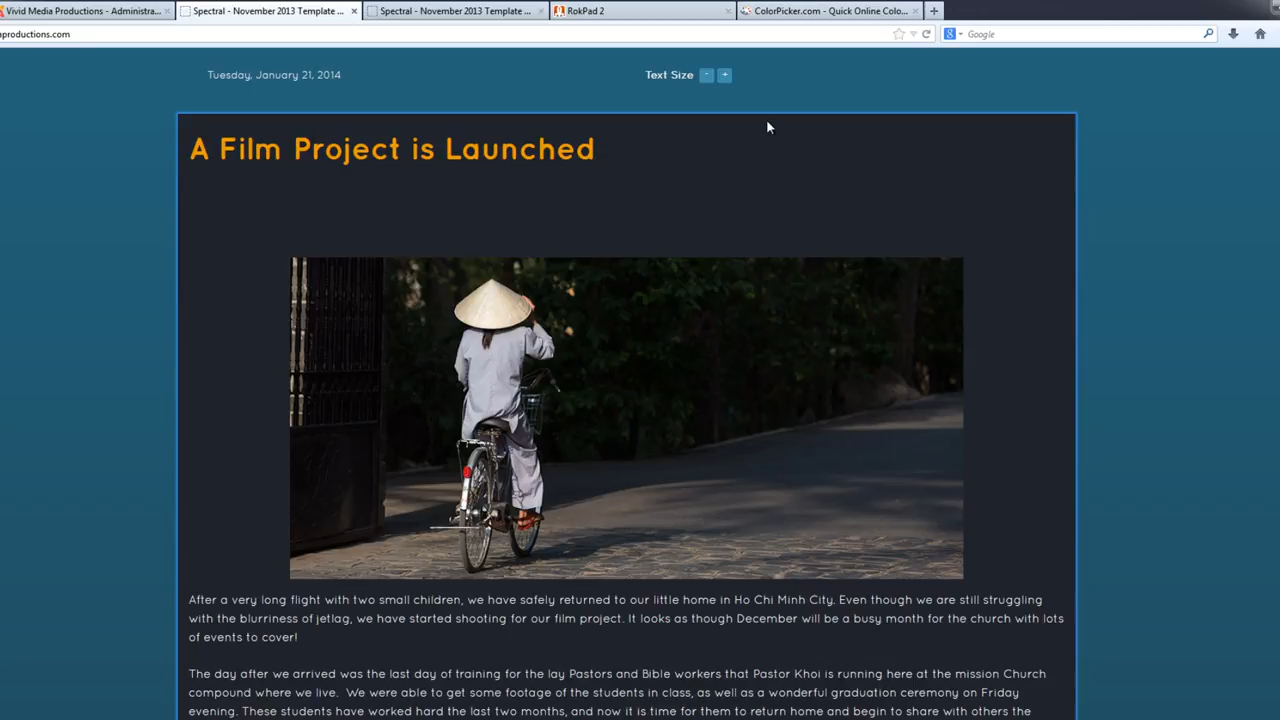 Vivid Media Productions - Administra...
Spectral - November 2013 Template ...
Spectral - November 2013 Template ...
RokPad 2
ColorPicker.com - Quick Online Colo...
productions.com
Google
Tuesday, January 21, 2014
Text Size - +
A Film Project is Launched
After a very long flight with two small children, we have safely returned to our little home in Ho Chi Minh City. Even though we are still struggling
with the blurriness of jetlag, we have started shooting for our film project. It looks as though December will be a busy month for the church with lots
of events to cover!
The day after we arrived was the last day of training for the lay Pastors and Bible workers that Pastor Khoi is running here at the mission Church
compound where we live. We were able to get some footage of the students in class, as well as a wonderful graduation ceremony on Friday
evening. These students have worked hard the last two months, and now it is time for them to return home and begin to share with others the